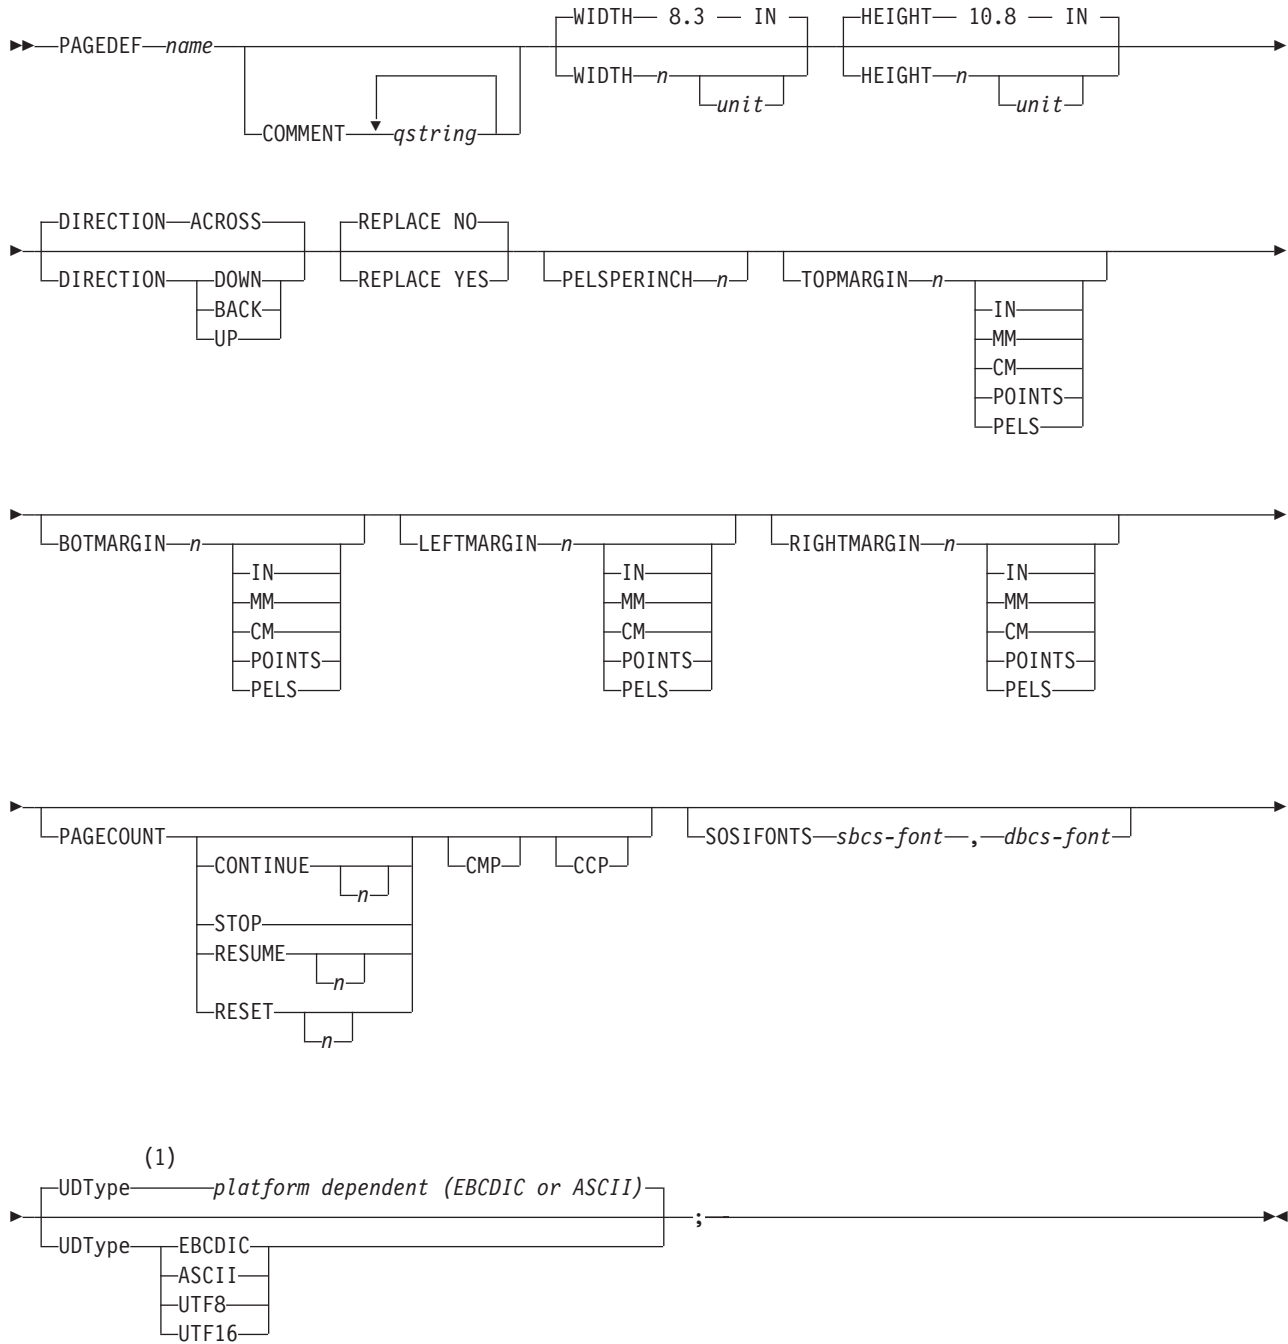 WIDTH 8.3 IN HEIGHT 10.8 IN
PAGEDEF name
WIDTH n HEIGHT n
unit unit
COMMENT qstring
DIRECTION ACROSS REPLACE NO
DIRECTION DOWN REPLACE YES PELSPERINCH n TOPMARGIN n
BACK IN
UP MM
CM
POINTS
PELS
BOTMARGIN n LEFTMARGIN n RIGHTMARGIN n
IN IN IN
MM MM MM
CM CM CM
POINTS POINTS POINTS
PELS PELS PELS
PAGECOUNT SOSIFONTS sbcs-font , dbcs-font
CONTINUE CMP CCP
n
STOP
RESUME
n
RESET
n
(1)
UDType platform dependent (EBCDIC or ASCII)
;
UDType EBCDIC
ASCII
UTF8
UTF16